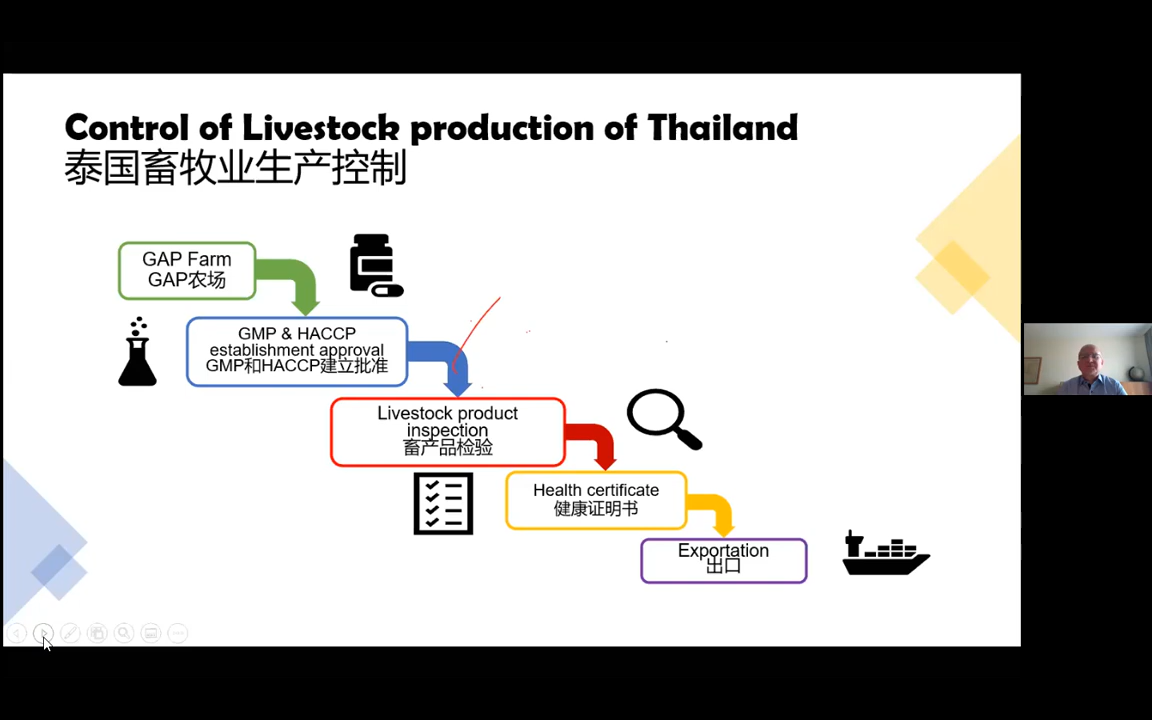 Control of Livestock production of Thailand
泰国畜牧业生产控制
GAP Farm
GAP农场
GMP & HACCP
establishment approval
GMP和HACCP建立批准
Livestock product
inspection
畜产品检验
Health certificate
健康证明书
Exportation
出口